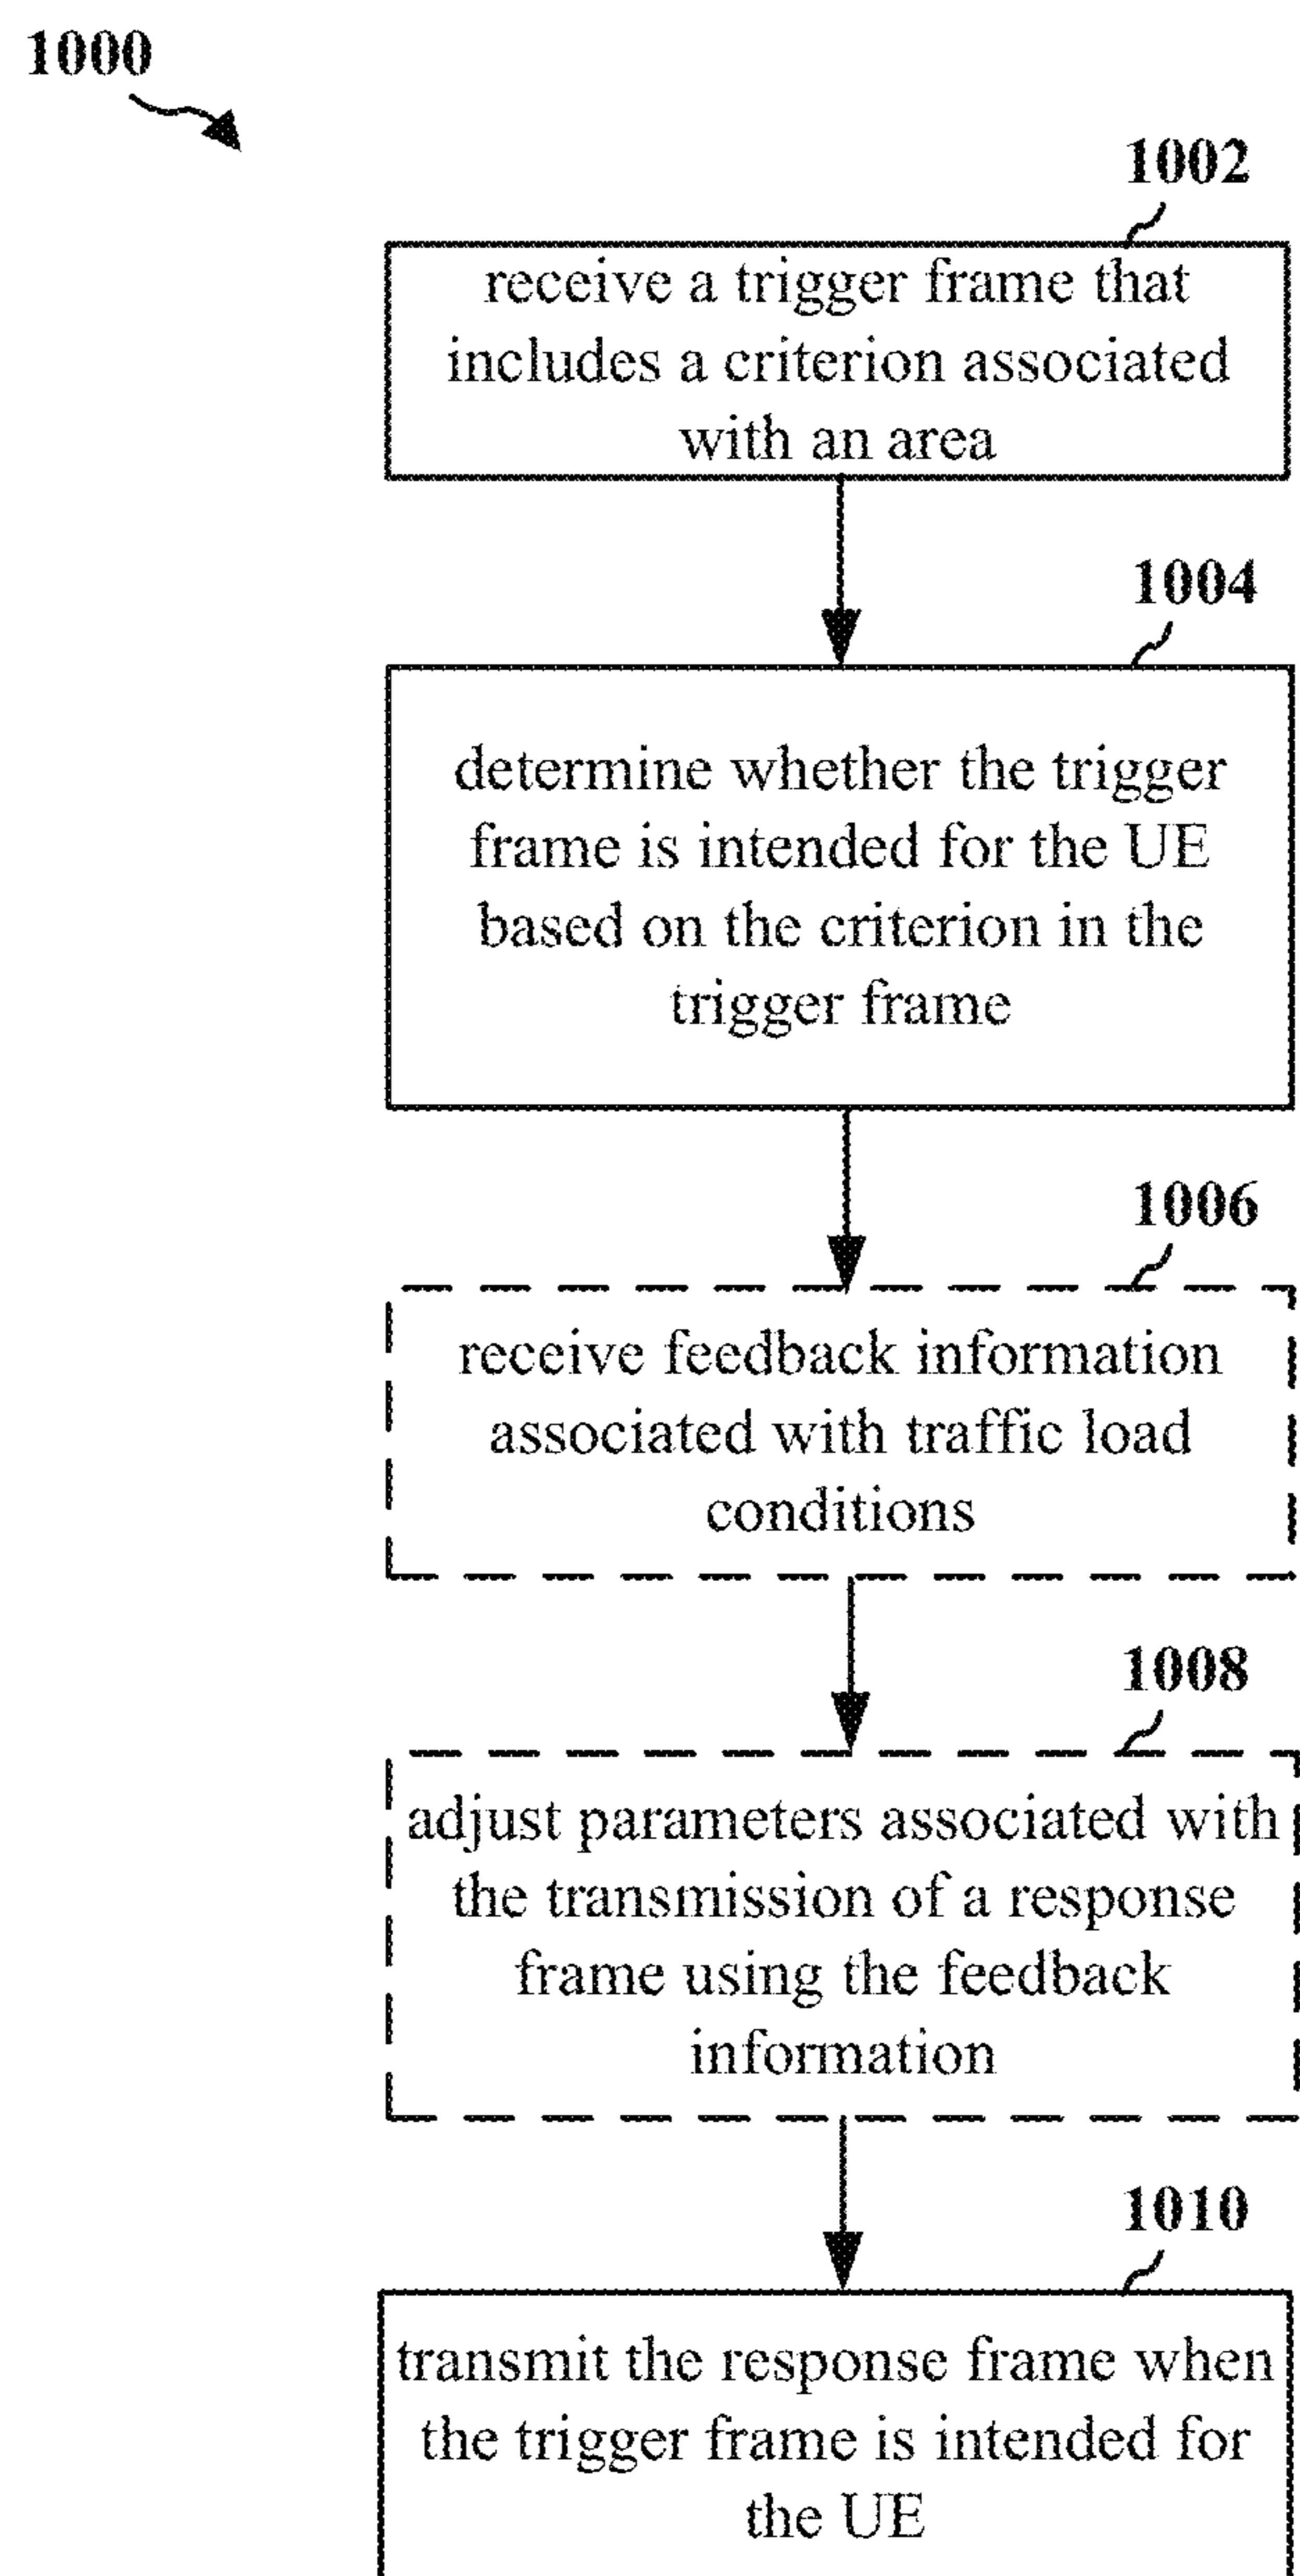 1000
1002
receive a trigger frame that
includes a criterion associated
with an area
1004
determine whether the trigger
frame is intended for the UE
based on the criterion in the
trigger frame
1006
receive feedback information
associated with traffic load
conditions
1008
adjust parameters associated with
the transmission of a response
frame using the feedback
information
1010
transmit the response frame when
the trigger frame is intended for
the UE